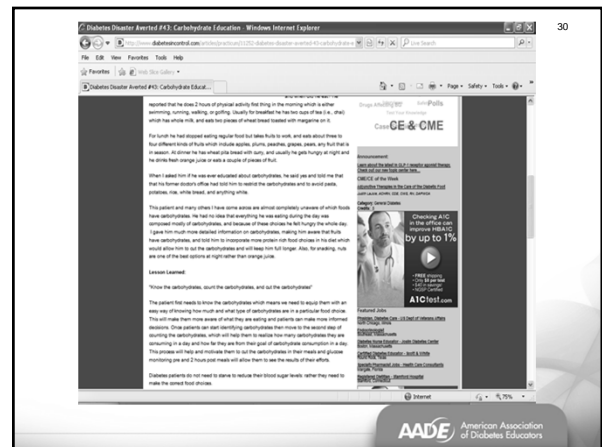 30
Diabetes Disaster Averted #43: Carbohydrate Education - Windows Internet Explorer
Live Search
File Edit View Favorites Tools Help
Favorites Web Slice Gallery
Diabetes Disaster Averted #43: Carbohydrate Educat...
Page Safety Tools
reported that he does 2 hours of physical activity first thing in the morning which is either
swimming, running, walking, or golfing. Usually for breakfast he has two cups of tea (i.e., chai)
which has whole milk, and eats two pieces of wheat bread toasted with margarine on it.
For lunch he had stopped eating regular food but takes fruits to work, and eats about three to
four different kinds of fruits which include apples, plums, peaches, grapes, pears, any fruit that is
in season. At dinner he has wheat pita bread with curry, and usually he gets hungry at night and
he drinks fresh orange juice or eats a couple of pieces of fruit.
When I asked him if he was ever educated about carbohydrates, he said yes and told me that
that his former doctor's office had told him to restrict the carbohydrates and to avoid pasta,
potatoes, rice, white bread, and anything white.
This patient and many others I have come across are almost completely unaware of which foods
have carbohydrates. He had no idea that everything he was eating during the day was
composed mostly of carbohydrates, and because of these choices he felt hungry the whole day.
I gave him much more detailed information on carbohydrates, making him aware that fruits
have carbohydrates, and told him to incorporate more protein rich food choices in his diet which
would allow him to cut the carbohydrates and will keep him full longer. Also, for snacking, nuts
are one of the best options at night rather than orange juice.
Lesson Learned:
"Know the carbohydrates, count the carbohydrates, and cut the carbohydrates!"
The patient first needs to know the carbohydrates which means we need to equip them with an
easy way of knowing how much and what type of carbohydrates are in a particular food choice.
This will make them more aware of what they are eating and patients can make more informed
decisions. Once patients can start identifying carbohydrates then move to the second step of
counting the carbohydrates, which will help them to realize how many carbohydrates they are
consuming in a day and how far they are from their goal of carbohydrate consumption in a day.
This process will help and motivate them to cut the carbohydrates in their meals and glucose
monitoring pre and 2 hours post meals will allow them to see the results of their efforts.
Diabetes patients do not need to starve to reduce their blood sugar levels: rather they need to
make the correct food choices.
Polls
CE & CME
Announcement:
CME/CE of the Week
Category: General Diabetes
Checking A1C
in the office can
improve HBA1C
by up to 1%
• FREE shipping
• NGSP Certified
A1Ctest.com
Featured Jobs
Internet
75%
AADE American Association
of Diabetes Educators